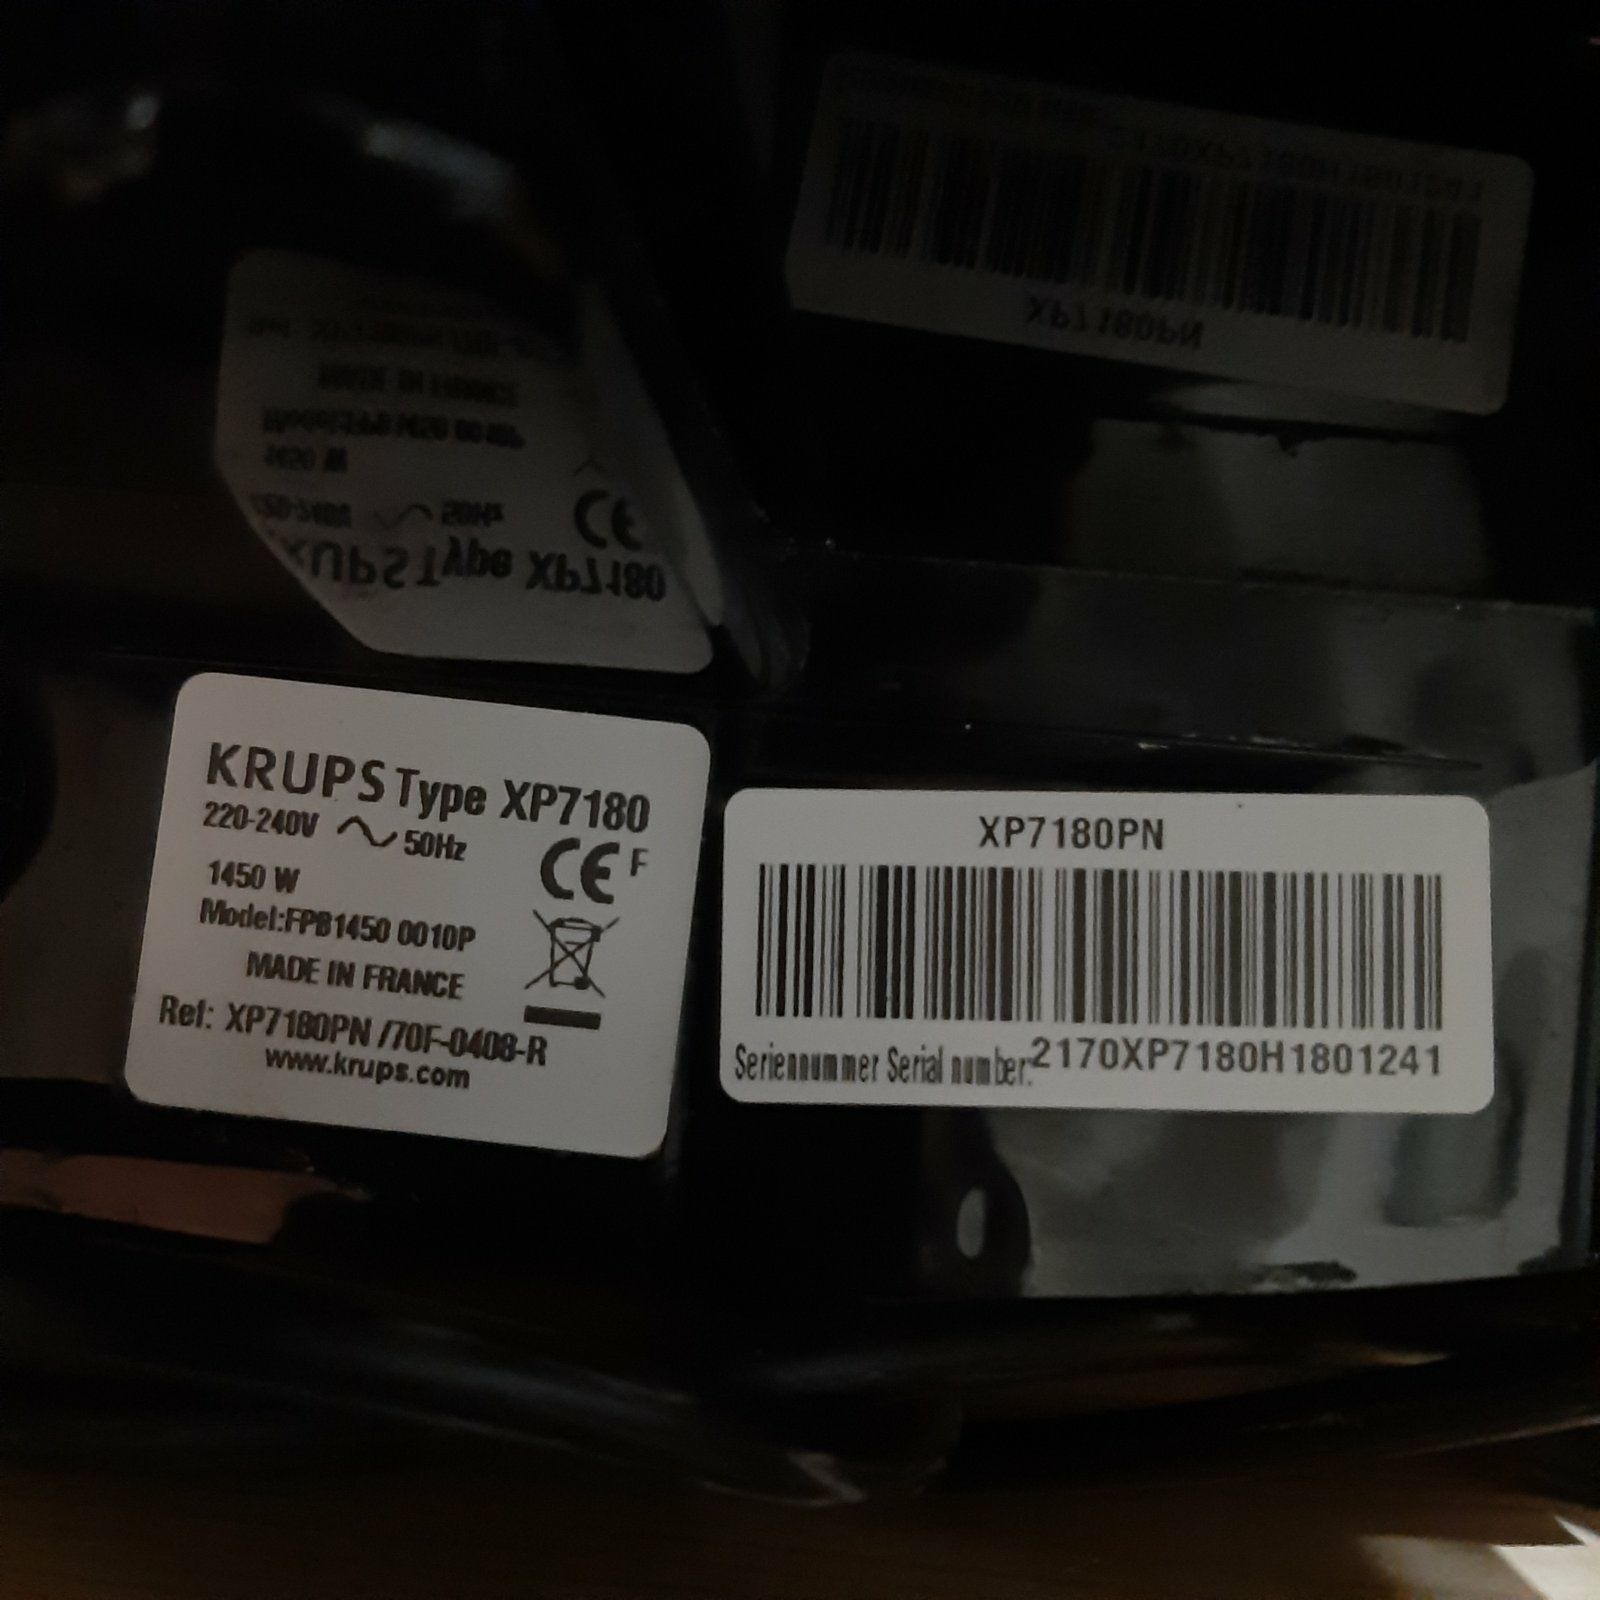 KRUPS Type XP7180
220-240V 50Hz
CE F
1450 W
Model:FPB1450 0010P
MADE IN FRANCE
Ref: XP7180PN /70F-0408-R
www.krups.com
XP7180PN
Seriennummer Serial number: 2170XP7180H1801241